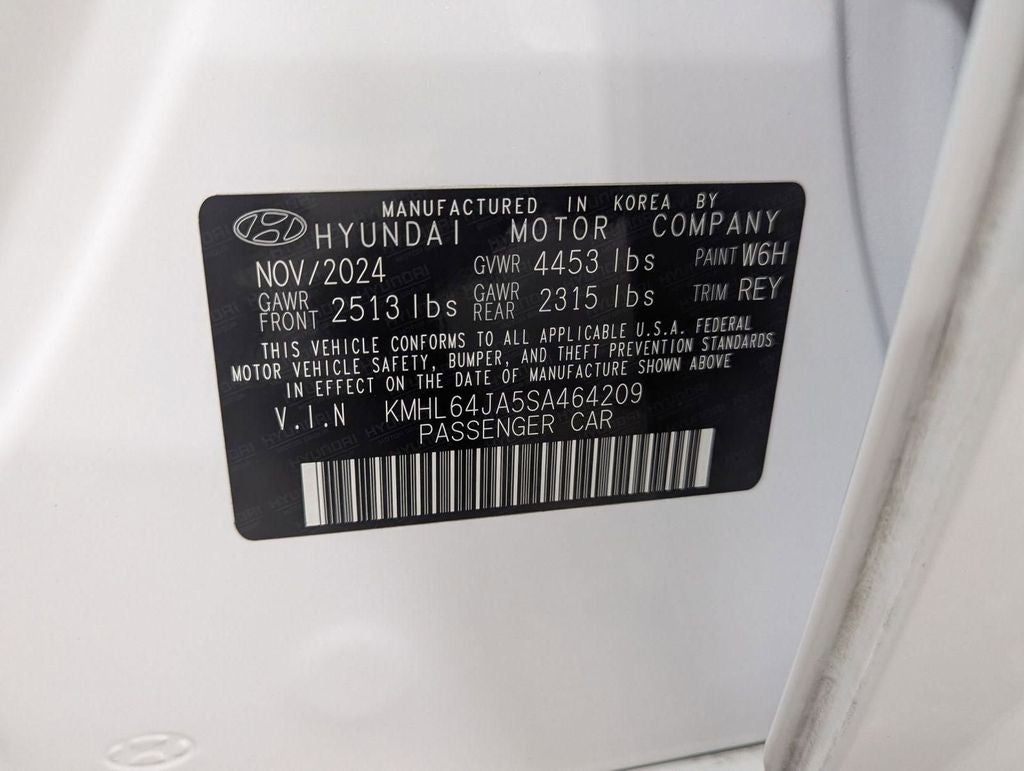 MANUFACTURED IN KOREA BY
HYUNDAI MOTOR COMPANY
NOV/2024 GVWR 4453 lbs PAINT W6H
GAWR FRONT 2513 lbs GAWR REAR 2315 lbs TRIM REY
THIS VEHICLE CONFORMS TO ALL APPLICABLE U.S.A. FEDERAL
MOTOR VEHICLE SAFETY, BUMPER, AND THEFT PREVENTION STANDARDS
IN EFFECT ON THE DATE OF MANUFACTURE SHOWN ABOVE
V.I.N KMHL64JA5SA464209
PASSENGER CAR